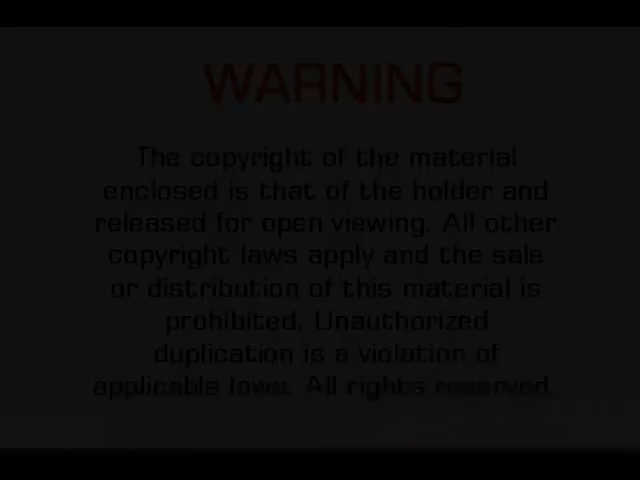 WARNING
The copyright of the material
enclosed is that of the holder and
released for open viewing. All other
copyright laws apply and the sale
or distribution of this material is
prohibited. Unauthorized
duplication is a violation of
applicable laws. All rights reserved.